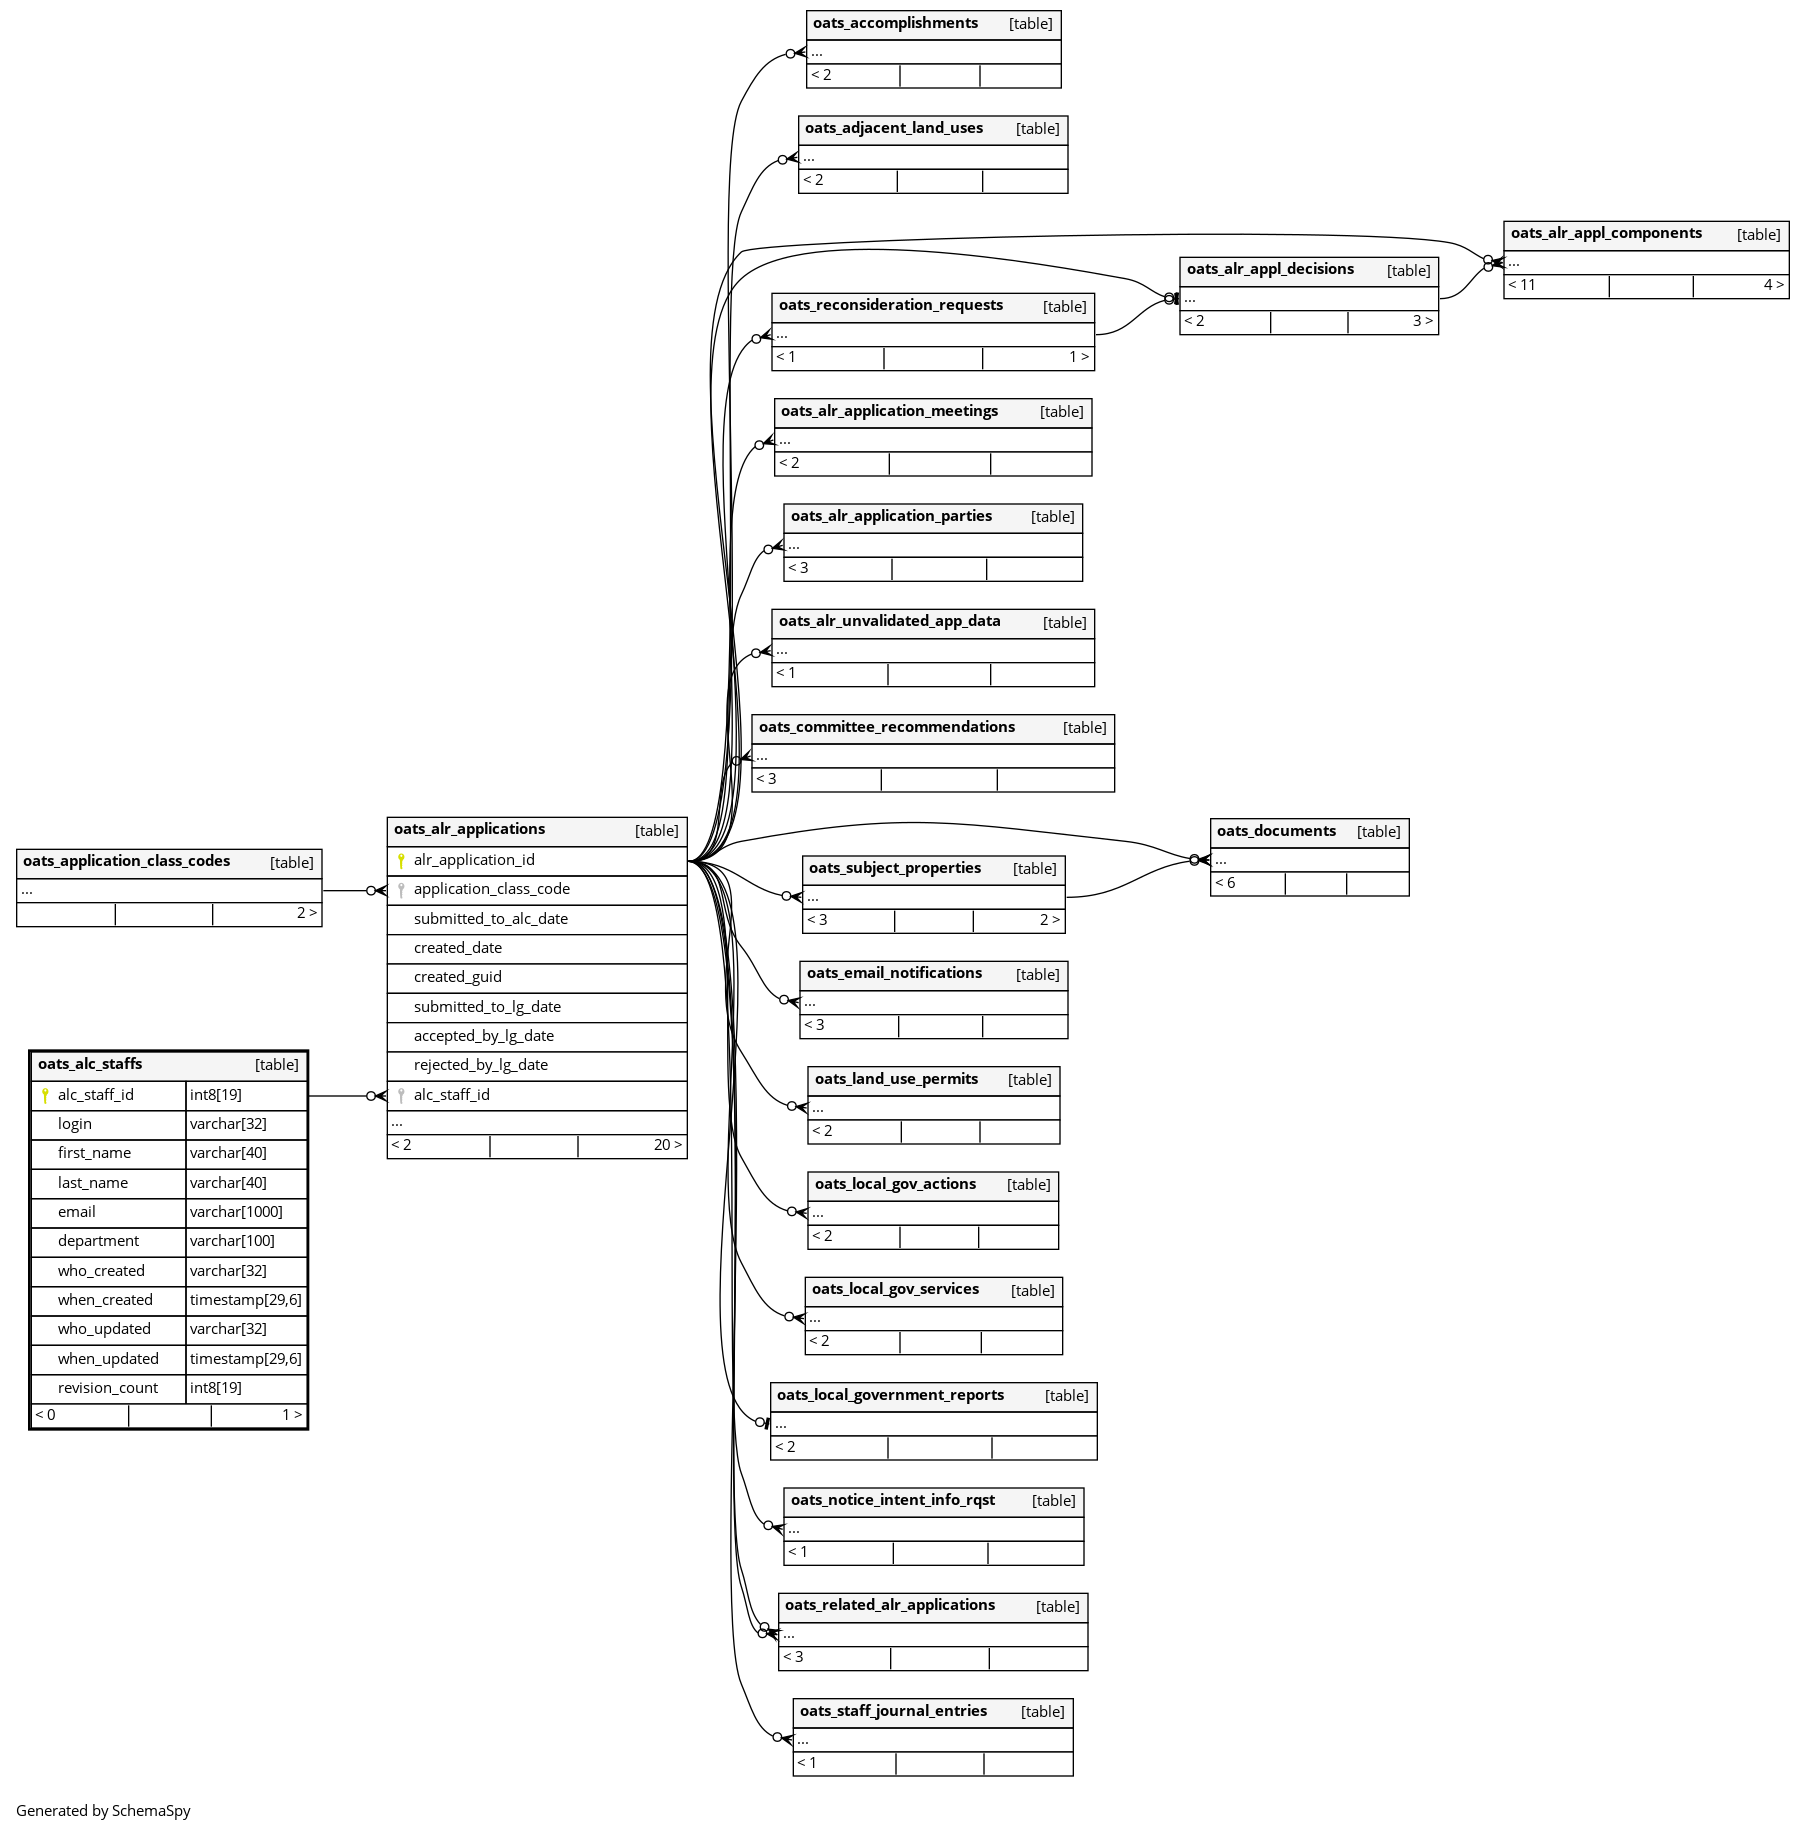 oats_accomplishments [table]
...
< 2
oats_adjacent_land_uses [table]
...
< 2
oats_alr_appl_components [table]
...
< 11 4 >
oats_alr_appl_decisions [table]
...
< 2 3 >
oats_reconsideration_requests [table]
...
< 1 1 >
oats_alr_application_meetings [table]
...
< 2
oats_alr_application_parties [table]
...
< 3
oats_alr_unvalidated_app_data [table]
...
< 1
oats_committee_recommendations [table]
...
< 3
oats_application_class_codes [table]
...
2 >
oats_alr_applications [table]
alr_application_id
application_class_code
submitted_to_alc_date
created_date
created_guid
submitted_to_lg_date
accepted_by_lg_date
rejected_by_lg_date
alc_staff_id
...
< 2 20 >
oats_documents [table]
...
< 6
oats_subject_properties [table]
...
< 3 2 >
oats_email_notifications [table]
...
< 3
oats_alc_staffs [table]
alc_staff_id int8[19]
login varchar[32]
first_name varchar[40]
last_name varchar[40]
email varchar[1000]
department varchar[100]
who_created varchar[32]
when_created timestamp[29,6]
who_updated varchar[32]
when_updated timestamp[29,6]
revision_count int8[19]
< 0 1 >
oats_land_use_permits [table]
...
< 2
oats_local_gov_actions [table]
...
< 2
oats_local_gov_services [table]
...
< 2
oats_local_government_reports [table]
...
< 2
oats_notice_intent_info_rqst [table]
...
< 1
oats_related_alr_applications [table]
...
< 3
oats_staff_journal_entries [table]
...
< 1
Generated by SchemaSpy